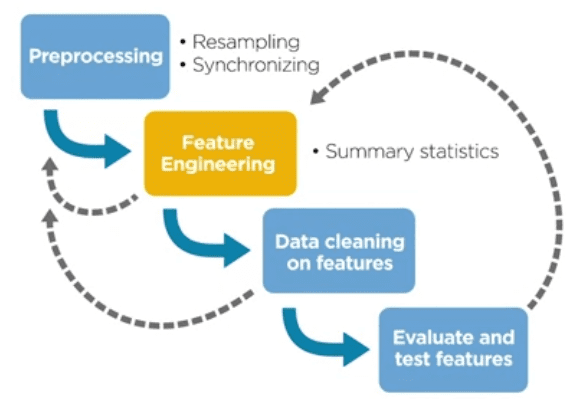 Preprocessing
• Resampling
• Synchronizing
Feature
Engineering
• Summary statistics
Data cleaning
on features
Evaluate and
test features